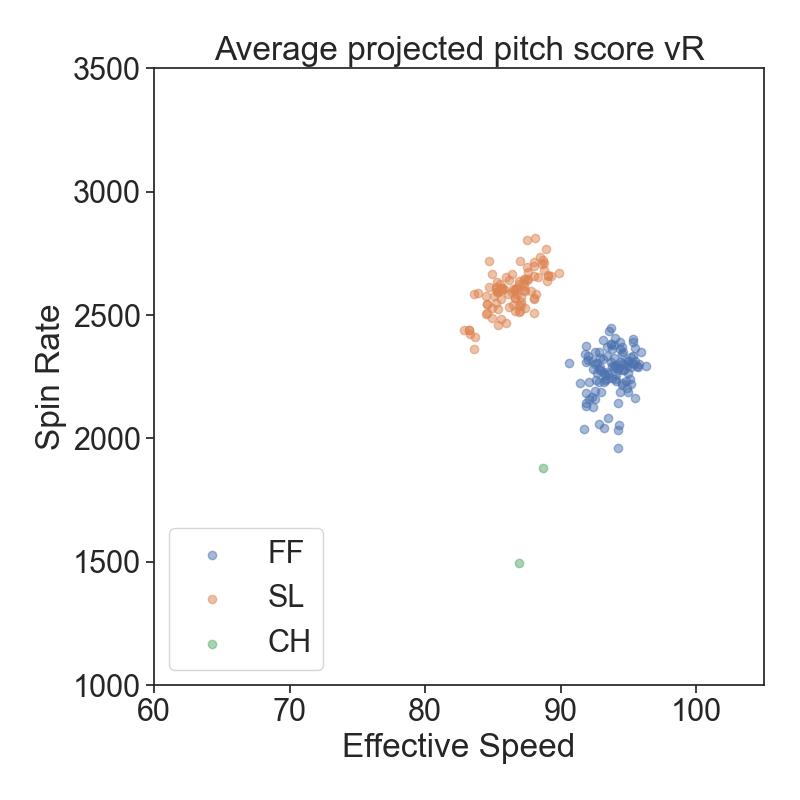 Average projected pitch score vR
3500
3000
2500
2000
1500
1000
Spin Rate
FF
SL
CH
60 70 80 90 100
Effective Speed